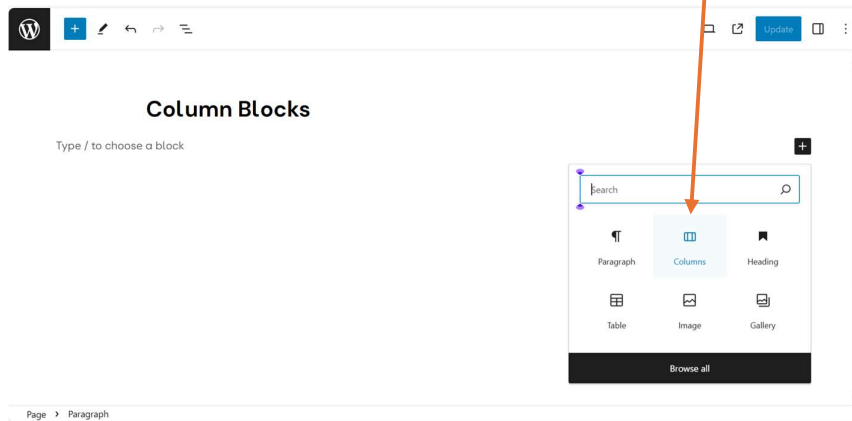 Update
Column Blocks
Type / to choose a block
Search
Paragraph Columns Heading
Table Image Gallery
Browse all
Page > Paragraph